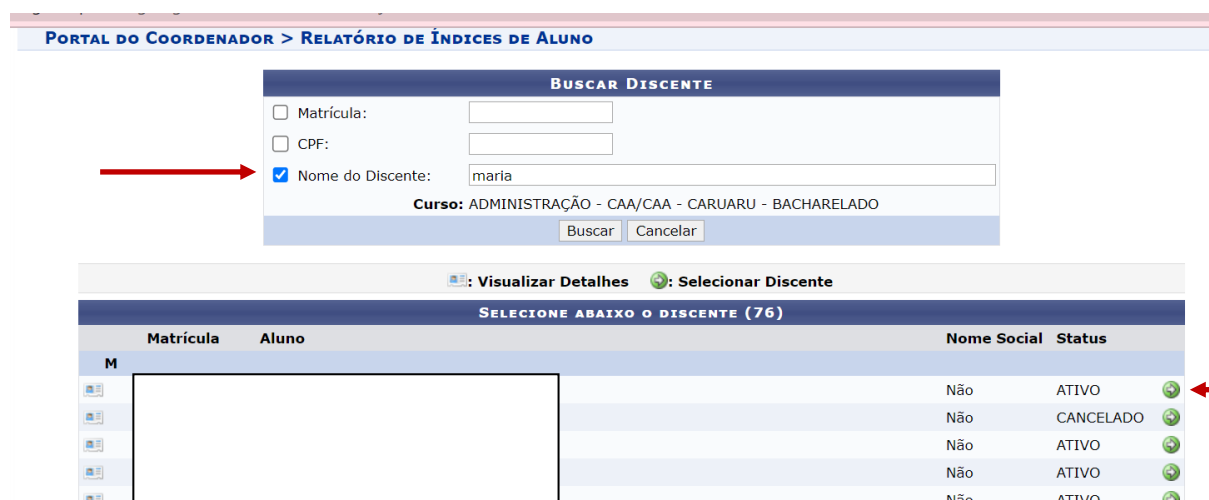 PORTAL DO COORDENADOR > RELATÓRIO DE ÍNDICES DE ALUNO
BUSCAR DISCENTE
Matrícula:
CPF:
Nome do Discente: maria
Curso: ADMINISTRAÇÃO - CAA/CAA - CARUARU - BACHARELADO
Buscar Cancelar
: Visualizar Detalhes : Selecionar Discente
SELECIONE ABAIXO O DISCENTE (76)
Matrícula Aluno Nome Social Status
M
Não ATIVO
Não CANCELADO
Não ATIVO
Não ATIVO
Não ATIVO